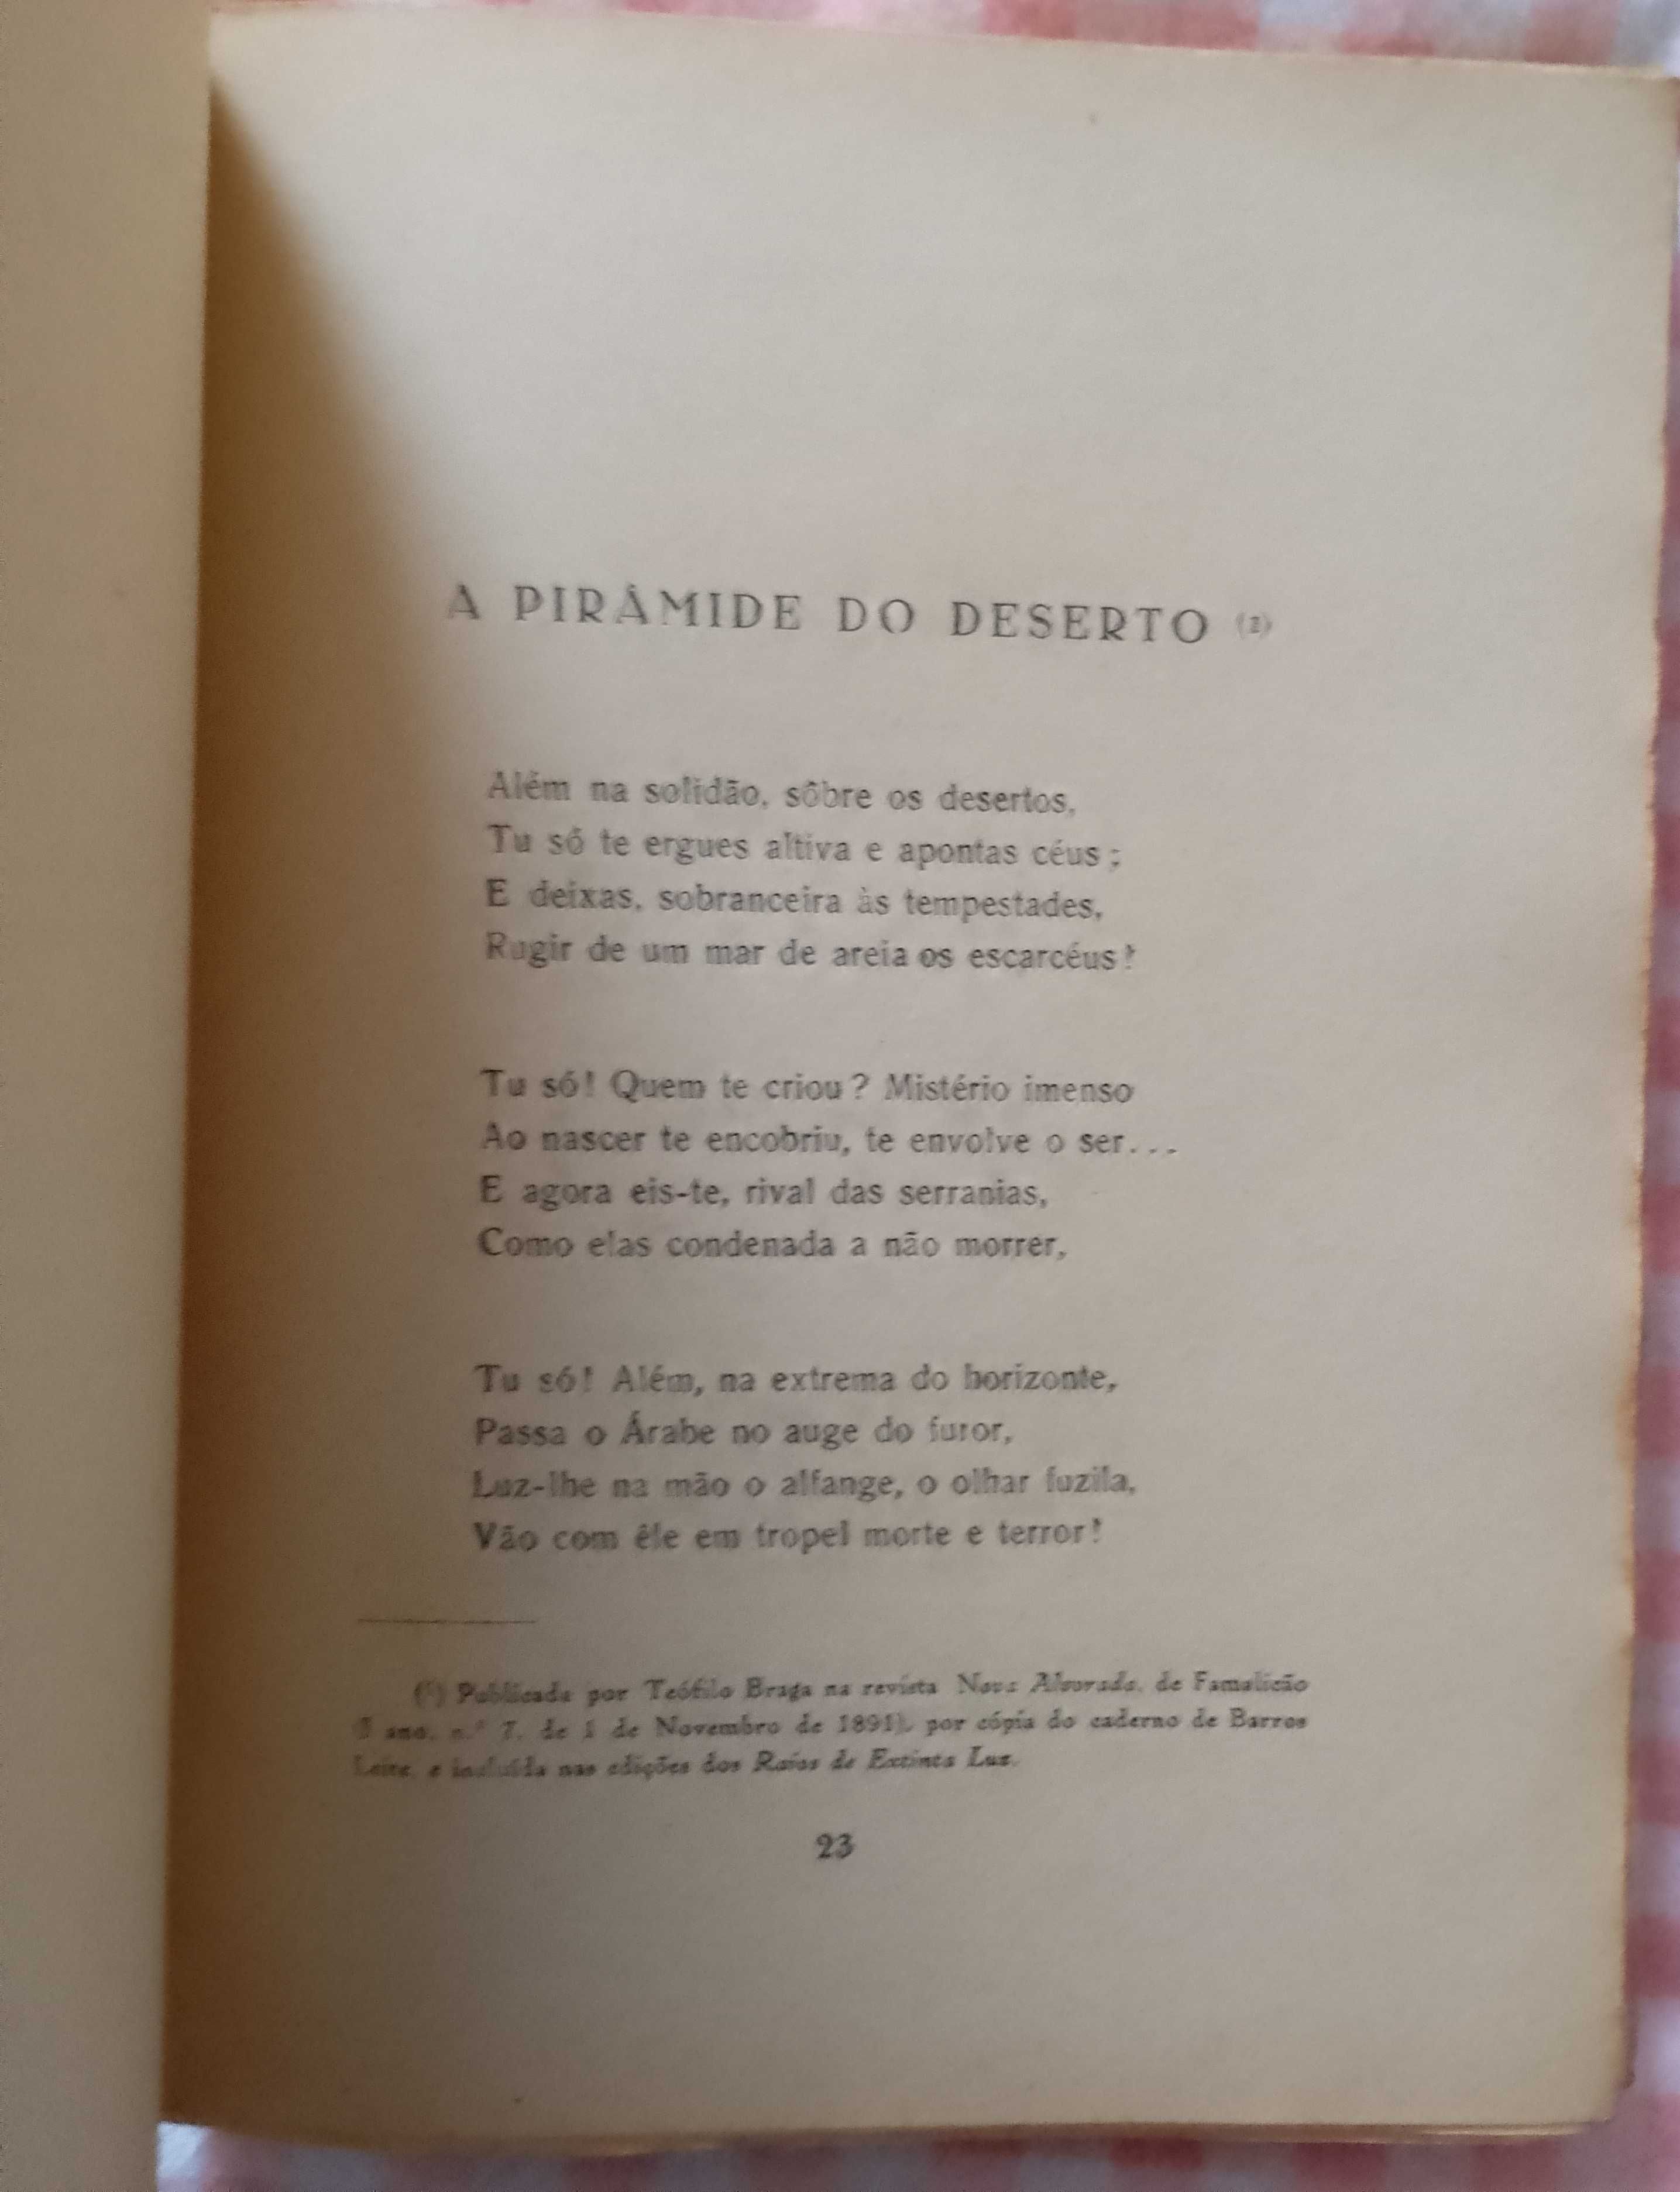 A PIRÂMIDE DO DESERTO
Além na solidão, sôbre os desertos,
Tu só te ergues altiva e apontas céus;
E deixas, sobranceira às tempestades,
Rugir de um mar de areia os escarcéus!
Tu só! Quem te criou? Mistério imenso
Ao nascer te encobriu, te envolve o ser...
E agora eis-te, rival das serranias,
Como elas condenada a não morrer,
Tu só! Além, na extrema do horizonte,
Passa o Árabe no auge do furor,
Luz-lhe na mão o alfange, o olhar fuzila,
Vão com êle em tropel morte e terror!
Publicada por Teófilo Braga na revista Nova Alvorada, de Famalicão
ano, n.º 7, de 1 de Novembro de 1891), por cópia do caderno de Barros
Leite, e incluída nas edições dos Raios de Extinta Luz.
23